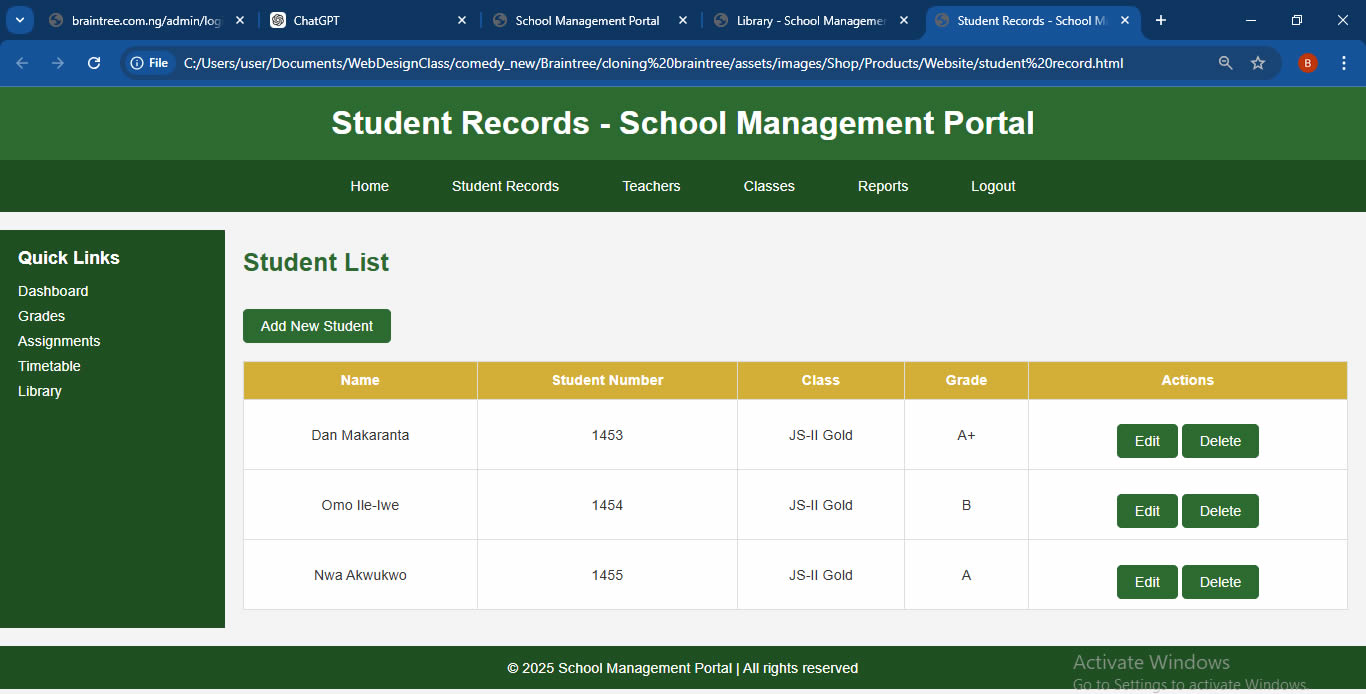 braintree.com.ng/admin/log
ChatGPT
School Management Portal
Library - School Managemen
Student Records - School M
File
C:/Users/user/Documents/WebDesignClass/comedy_new/Braintree/cloning%20braintree/assets/images/Shop/Products/Website/student%20record.html
B
Student Records - School Management Portal
Home Student Records Teachers Classes Reports Logout
Quick Links
Dashboard
Grades
Assignments
Timetable
Library
Student List
Add New Student
Name Student Number Class Grade Actions
Dan Makaranta 1453 JS-II Gold A+ Edit Delete
Omo Ile-Iwe 1454 JS-II Gold B Edit Delete
Nwa Akwukwo 1455 JS-II Gold A Edit Delete
© 2025 School Management Portal | All rights reserved
Activate Windows
Go to Settings to activate Windows.